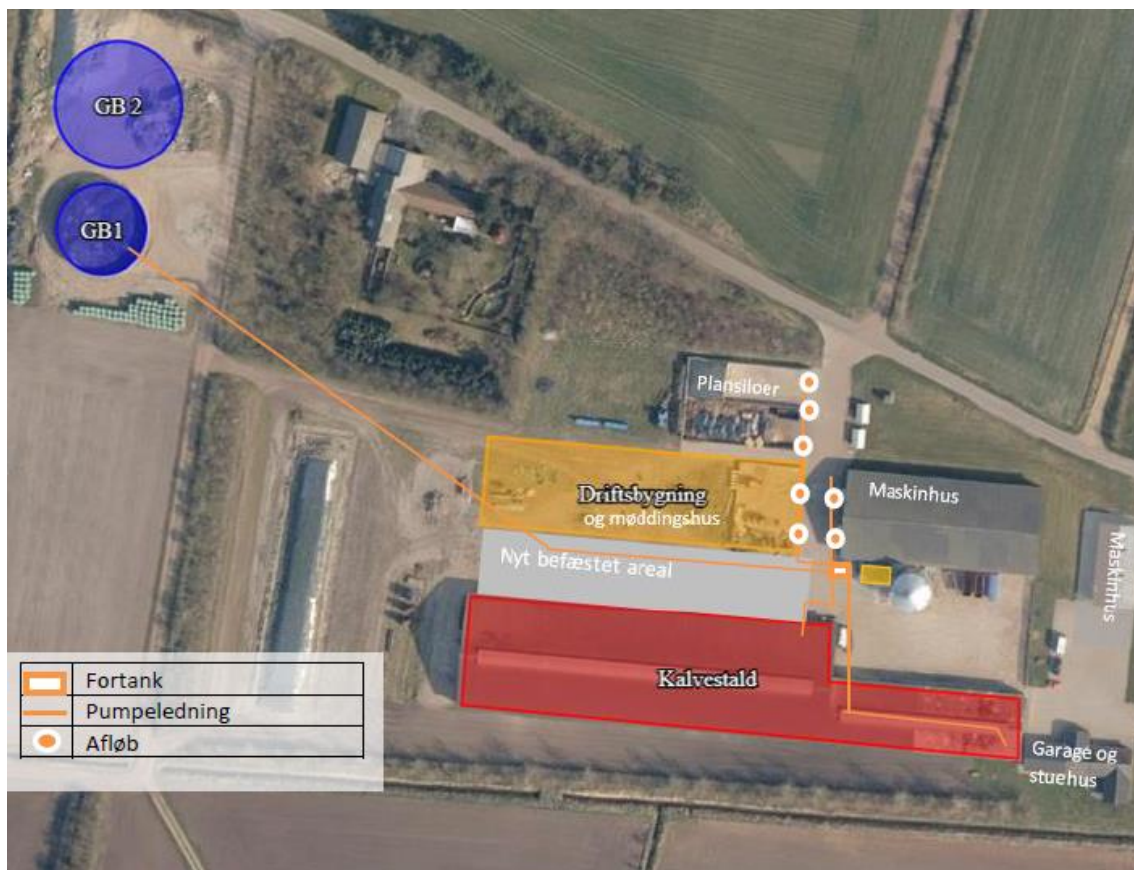 GB 2
GB1
Plansiloer
Driftsbygning
og møddingshus
Maskinhus
Maskinhus
Nyt befæstet areal
Kalvestald
Fortank
Pumpeledning
Afløb
Garage og
stuehus